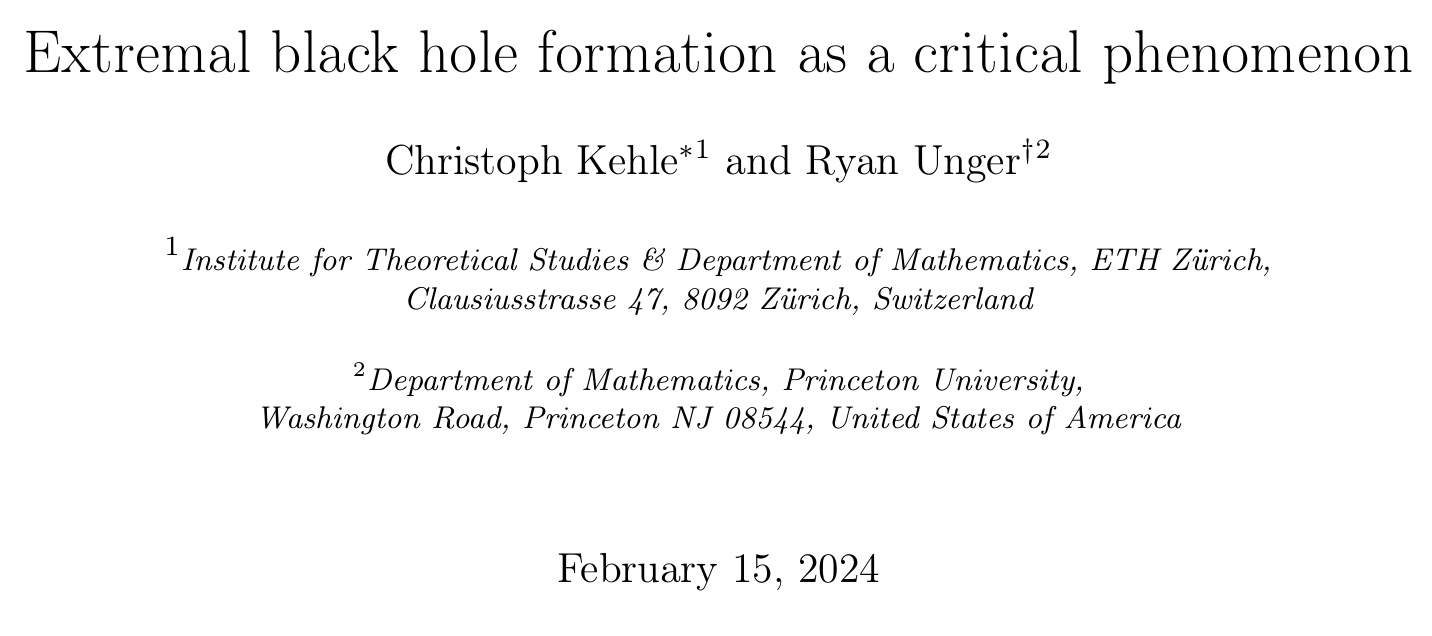 Extremal black hole formation as a critical phenomenon
Christoph Kehle*1 and Ryan Unger†2
1Institute for Theoretical Studies & Department of Mathematics, ETH Zürich,
Clausiusstrasse 47, 8092 Zürich, Switzerland
2Department of Mathematics, Princeton University,
Washington Road, Princeton NJ 08544, United States of America
February 15, 2024